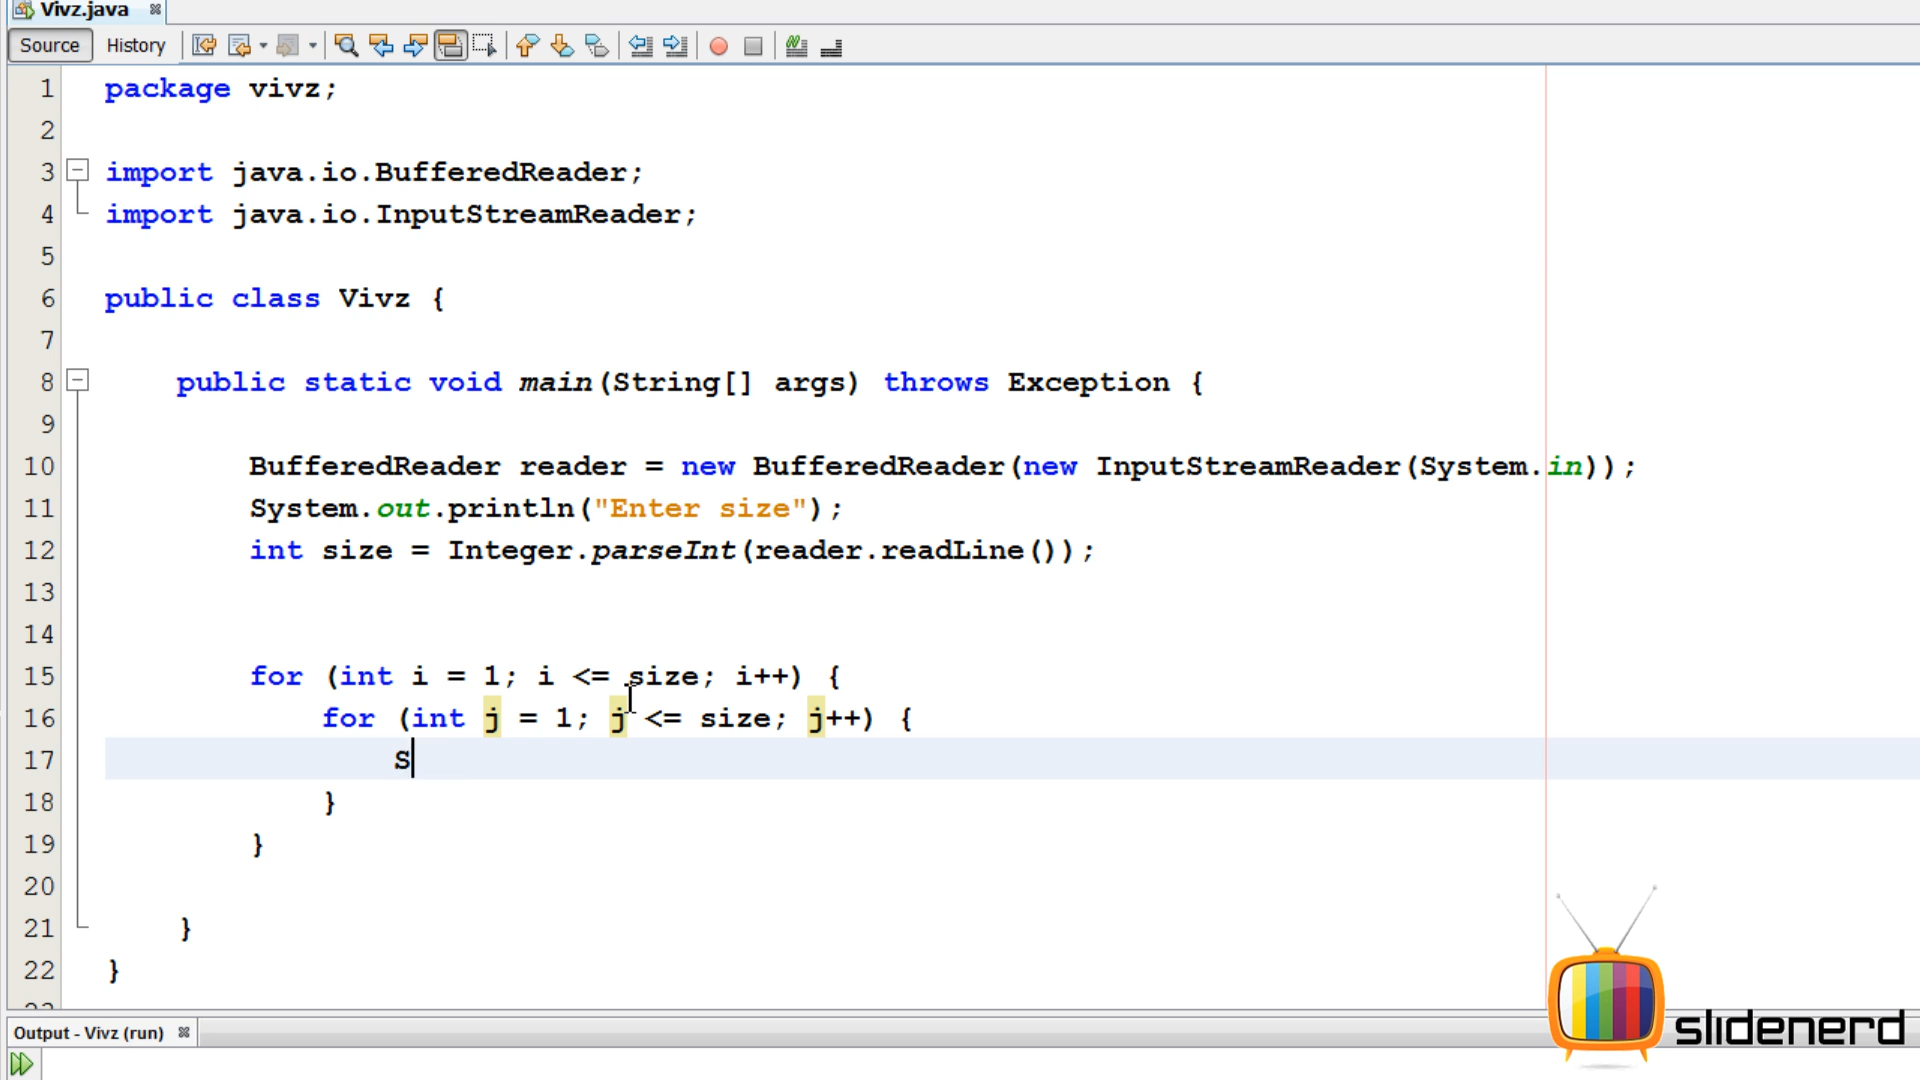 Vivz.java
Source History
1 package vivz;
2
3 import java.io.BufferedReader;
4 import java.io.InputStreamReader;
5
6 public class Vivz {
7
8 public static void main(String[] args) throws Exception {
9
10 BufferedReader reader = new BufferedReader(new InputStreamReader(System.in));
11 System.out.println("Enter size");
12 int size = Integer.parseInt(reader.readLine());
13
14
15 for (int i = 1; i <= size; i++) {
16 for (int j = 1; j <= size; j++) {
17 S
18 }
19 }
20
21 }
22 }
Output - Vivz (run)
slidenerd